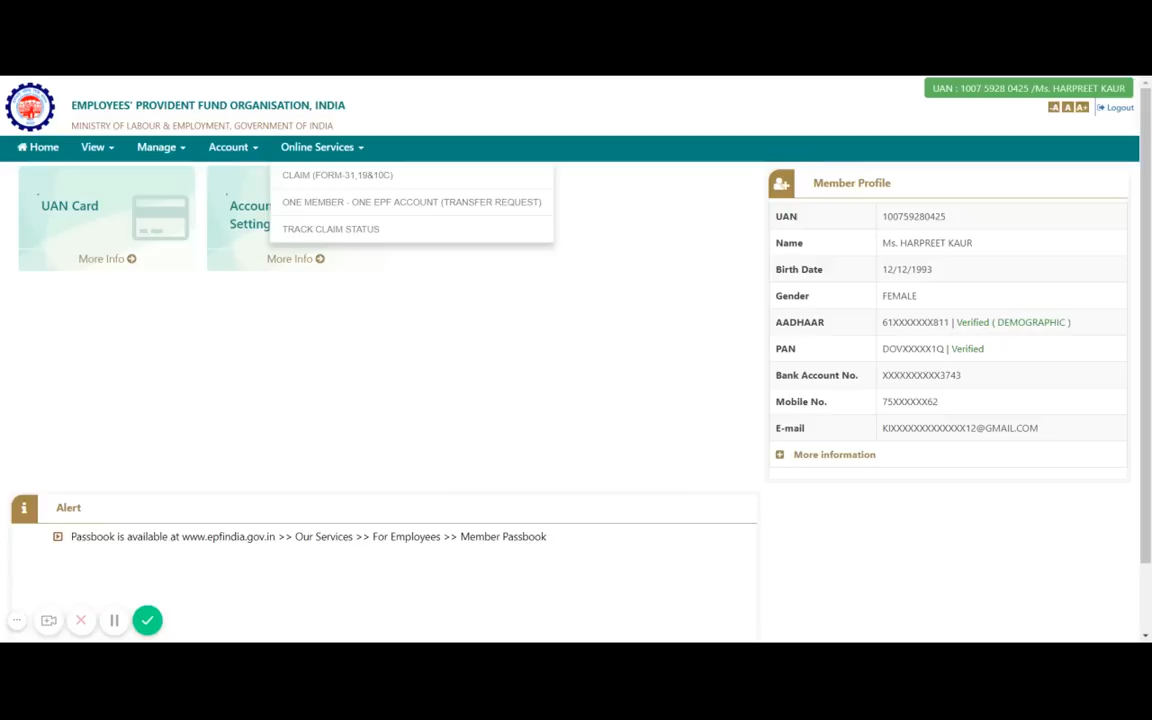 UAN : 1007 5928 0425 /Ms. HARPREET KAUR
EMPLOYEES' PROVIDENT FUND ORGANISATION, INDIA
-A A A+ Logout
MINISTRY OF LABOUR & EMPLOYMENT, GOVERNMENT OF INDIA
Home View Manage Account Online Services
CLAIM (FORM-31,19&10C)
ONE MEMBER - ONE EPF ACCOUNT (TRANSFER REQUEST)
TRACK CLAIM STATUS
UAN Card
More Info
Accoun
Setting
More Info
Member Profile
UAN 100759280425
Name Ms. HARPREET KAUR
Birth Date 12/12/1993
Gender FEMALE
AADHAAR 61XXXXXXX811 | Verified ( DEMOGRAPHIC )
PAN DOVXXXXX1Q | Verified
Bank Account No. XXXXXXXXXX3743
Mobile No. 75XXXXXX62
E-mail KIXXXXXXXXXXXXX12@GMAIL.COM
More information
Alert
Passbook is available at www.epfindia.gov.in >> Our Services >> For Employees >> Member Passbook